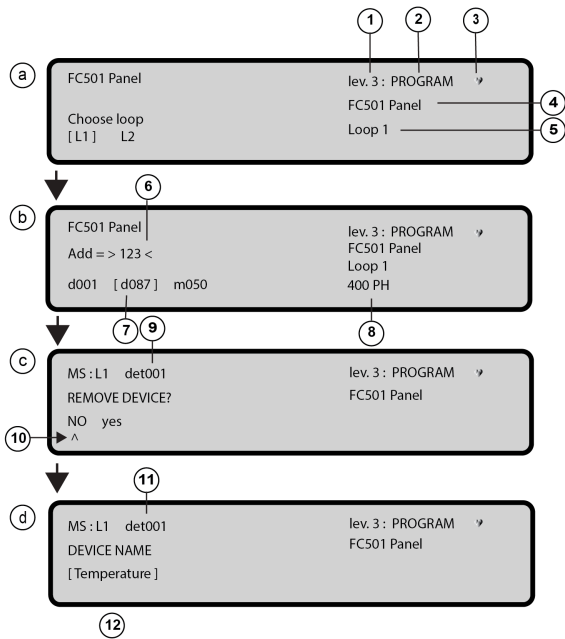 1 2 3
a
FC501 Panel lev. 3 : PROGRAM
FC501 Panel 4
Choose loop
Loop 1 5
[ L1 ] L2
6
b
FC501 Panel lev. 3 : PROGRAM
FC501 Panel
Add = > 123 <
Loop 1
d001 [ d087 ] m050 400 PH
7 9 8
c
MS : L1 det001 lev. 3 : PROGRAM
REMOVE DEVICE? FC501 Panel
NO yes
10 ^
11
d
MS : L1 det001 lev. 3 : PROGRAM
DEVICE NAME FC501 Panel
[ Temperature ]
12